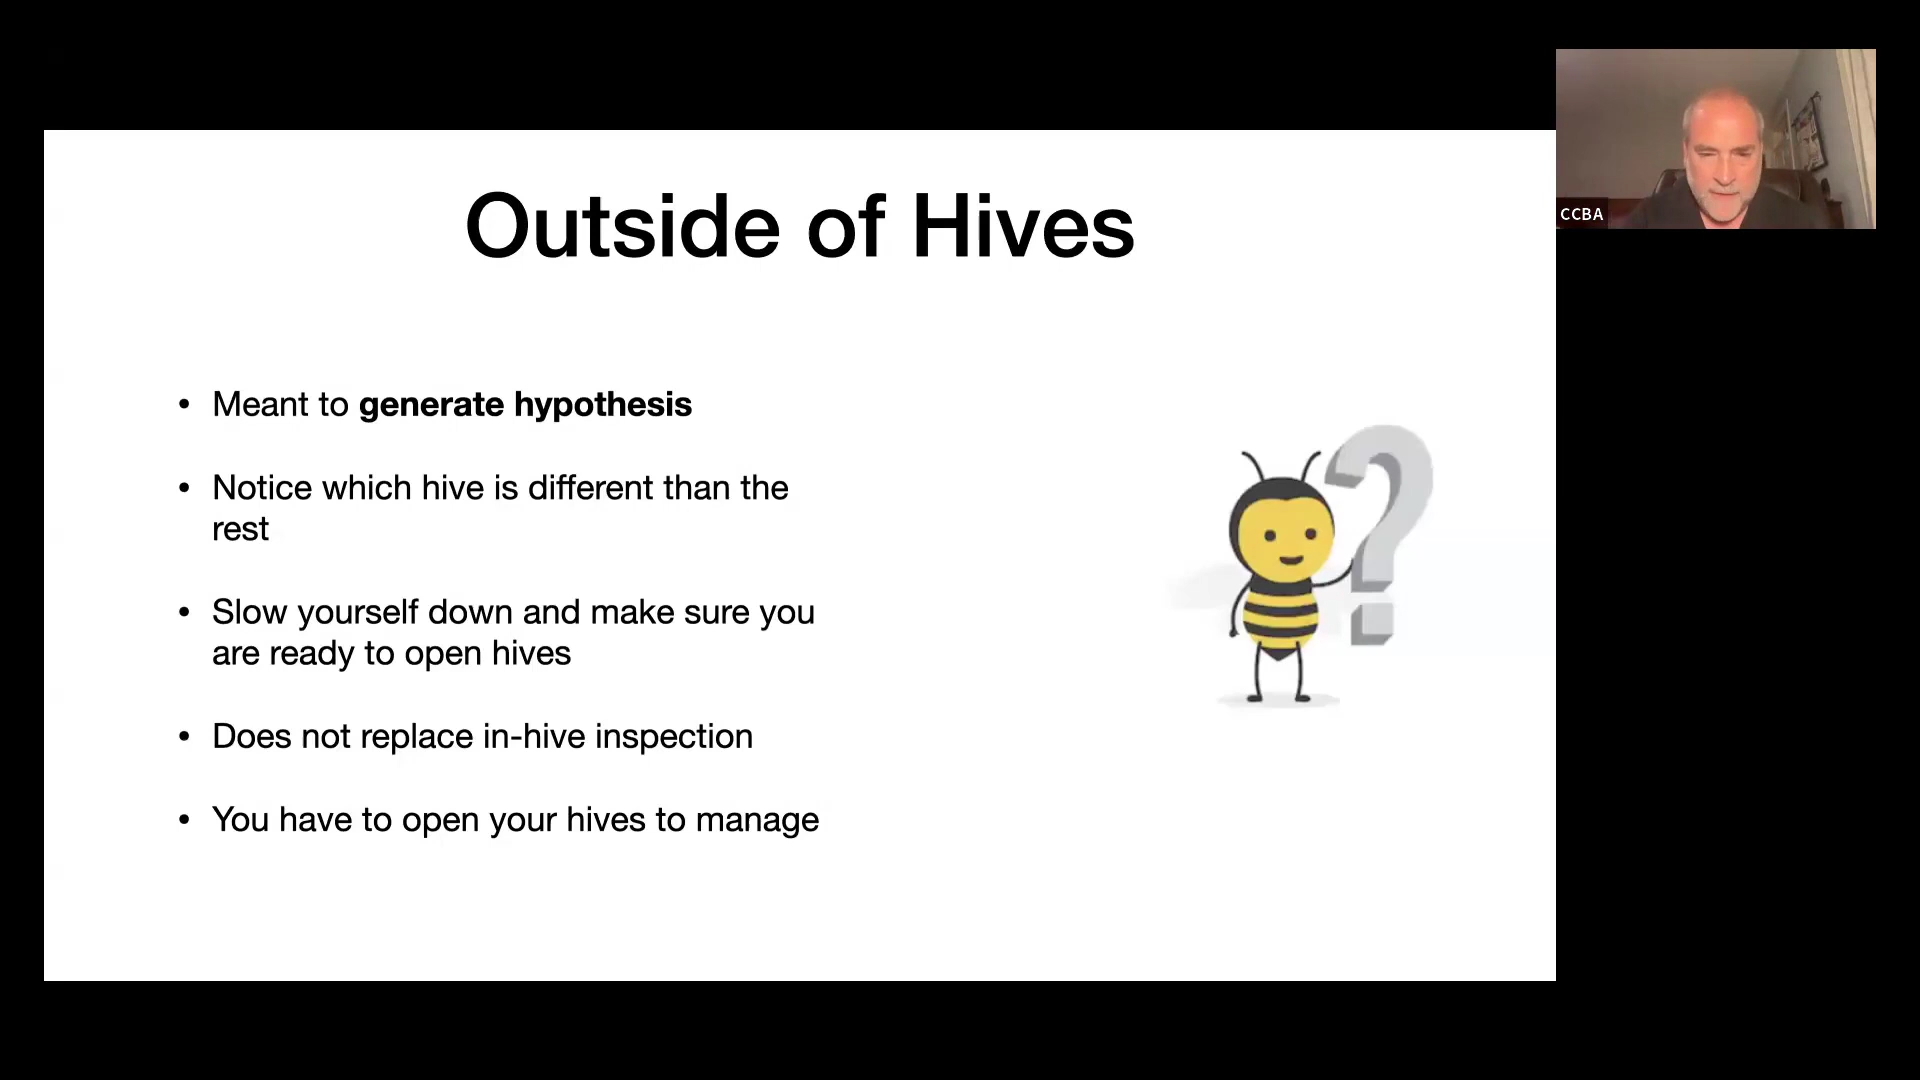 Outside of Hives
CCBA
• Meant to generate hypothesis
• Notice which hive is different than the
rest
• Slow yourself down and make sure you
are ready to open hives
• Does not replace in-hive inspection
• You have to open your hives to manage
?